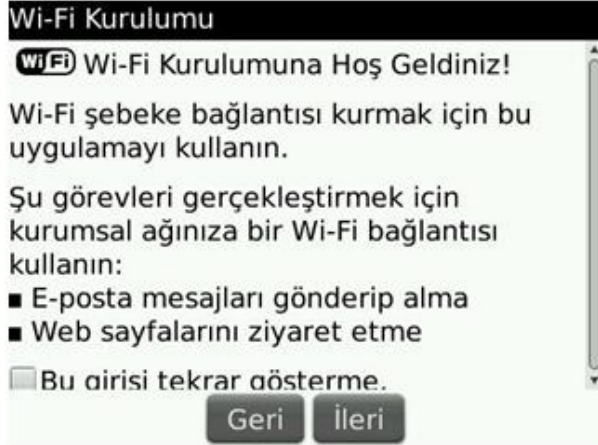 Wi-Fi Kurulumu
Wi Fi Wi-Fi Kurulumuna Hoş Geldiniz!
Wi-Fi şebeke bağlantısı kurmak için bu
uygulamayı kullanın.
Şu görevleri gerçekleştirmek için
kurumsal ağınıza bir Wi-Fi bağlantısı
kullanın:
▪ E-posta mesajları gönderip alma
▪ Web sayfalarını ziyaret etme
Bu girişi tekrar gösterme.
Geri İleri